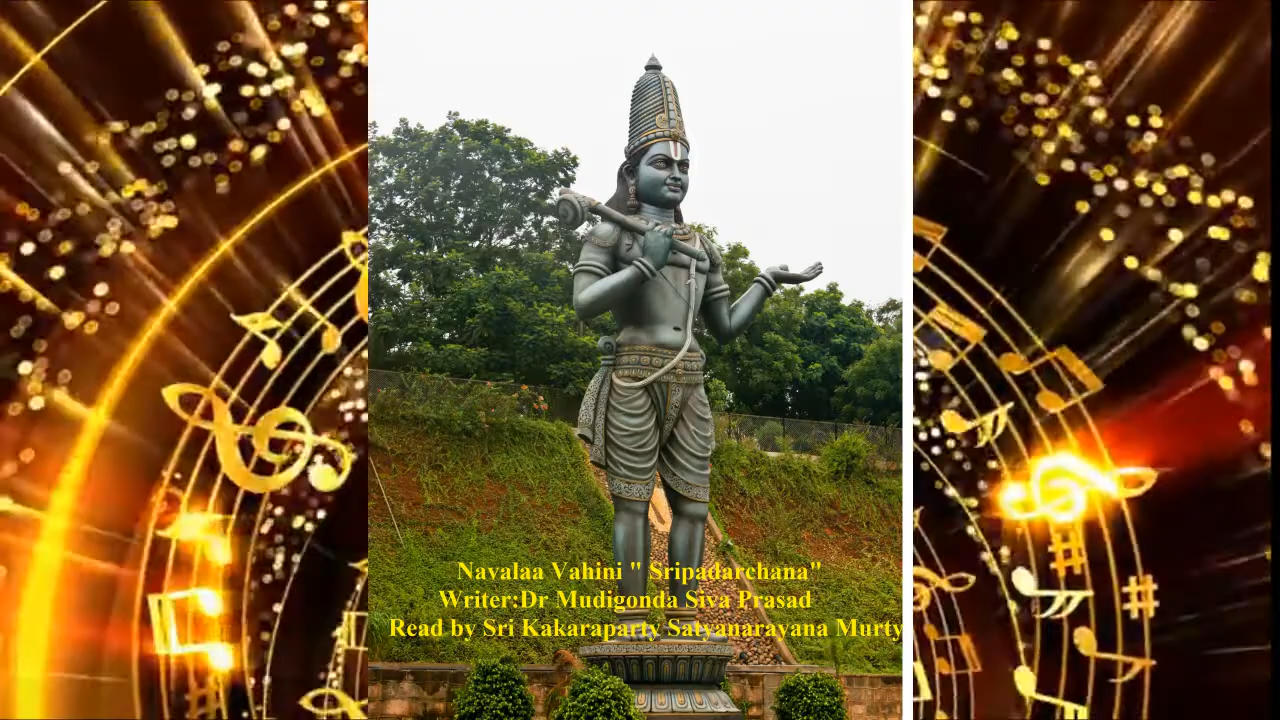 Navalaa Vahini " Sripadarchana"
Writer:Dr Mudigonda Siva Prasad
Read by Sri Kakaraparty Satyanarayana Murty